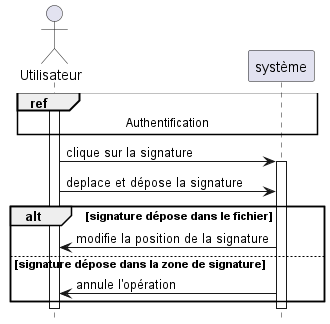 Utilisateur
système
ref
Authentification
clique sur la signature
deplace et dépose la signature
alt
[signature dépose dans le fichier]
modifie la position de la signature
[signature dépose dans la zone de signature]
annule l'opération